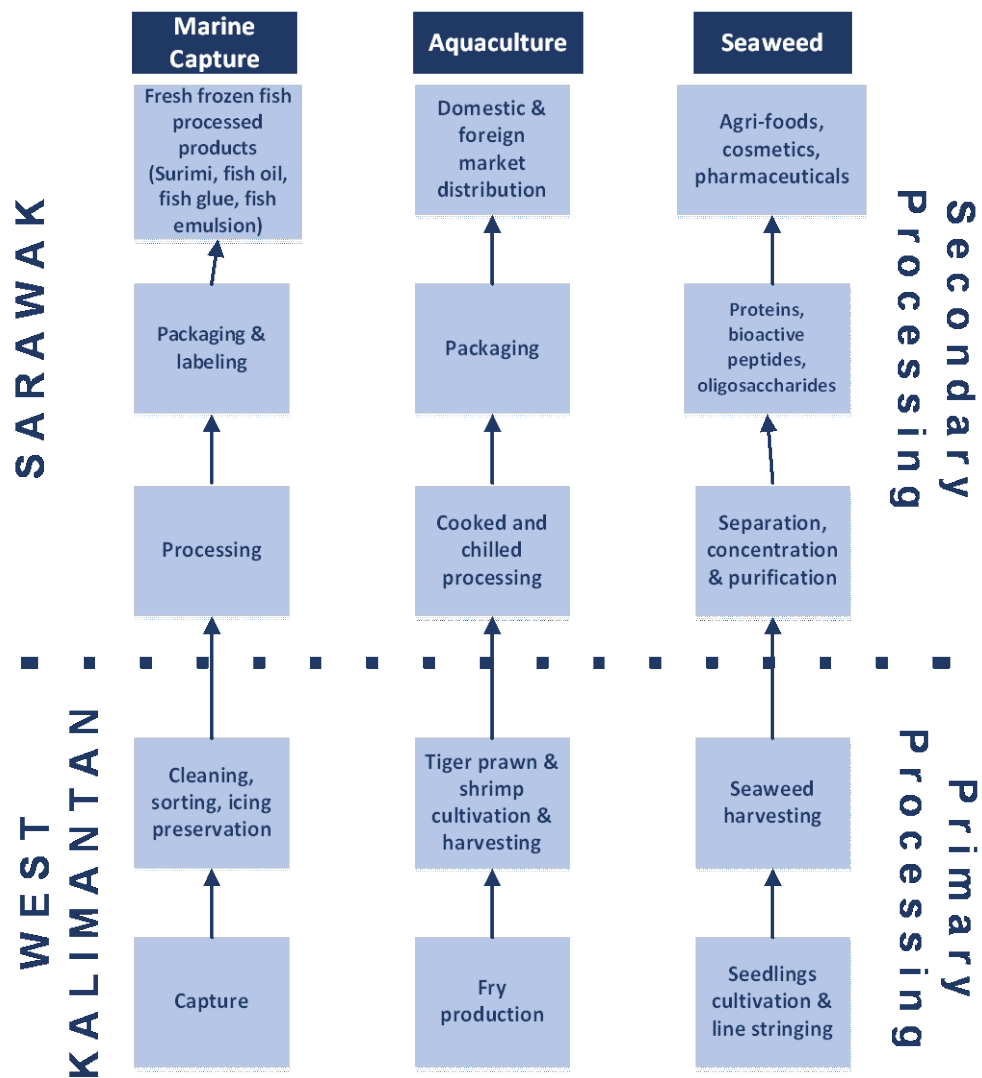 Marine
Capture
Aquaculture
Seaweed
Fresh frozen fish
processed
products
(Surimi, fish oil,
fish glue, fish
emulsion)
Domestic &
foreign
market
distribution
Agri-foods,
cosmetics,
pharmaceuticals
SARAWAK
Secondary
Processing
Packaging &
labeling
Packaging
Proteins,
bioactive
peptides,
oligosaccharides
Processing
Cooked and
chilled
processing
Separation,
concentration
& purification
WEST
KALIMANTAN
Primary
Processing
Cleaning,
sorting, icing
preservation
Tiger prawn &
shrimp
cultivation &
harvesting
Seaweed
harvesting
Capture
Fry
production
Seedlings
cultivation &
line stringing